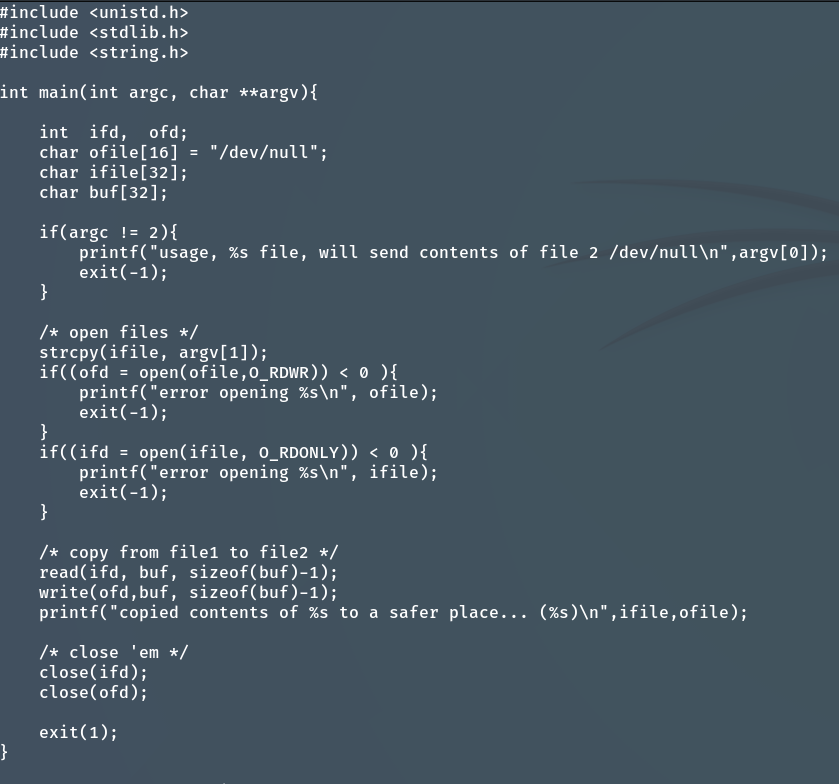 #include <unistd.h>
#include <stdlib.h>
#include <string.h>

int main(int argc, char **argv){

    int  ifd,  ofd;
    char ofile[16] = "/dev/null";
    char ifile[32];
    char buf[32];

    if(argc != 2){
        printf("usage, %s file, will send contents of file 2 /dev/null\n",argv[0]);
        exit(-1);
    }

    /* open files */
    strcpy(ifile, argv[1]);
    if((ofd = open(ofile,O_RDWR)) < 0 ){
        printf("error opening %s\n", ofile);
        exit(-1);
    }
    if((ifd = open(ifile, O_RDONLY)) < 0 ){
        printf("error opening %s\n", ifile);
        exit(-1);
    }

    /* copy from file1 to file2 */
    read(ifd, buf, sizeof(buf)-1);
    write(ofd,buf, sizeof(buf)-1);
    printf("copied contents of %s to a safer place... (%s)\n",ifile,ofile);

    /* close 'em */
    close(ifd);
    close(ofd);

    exit(1);
}